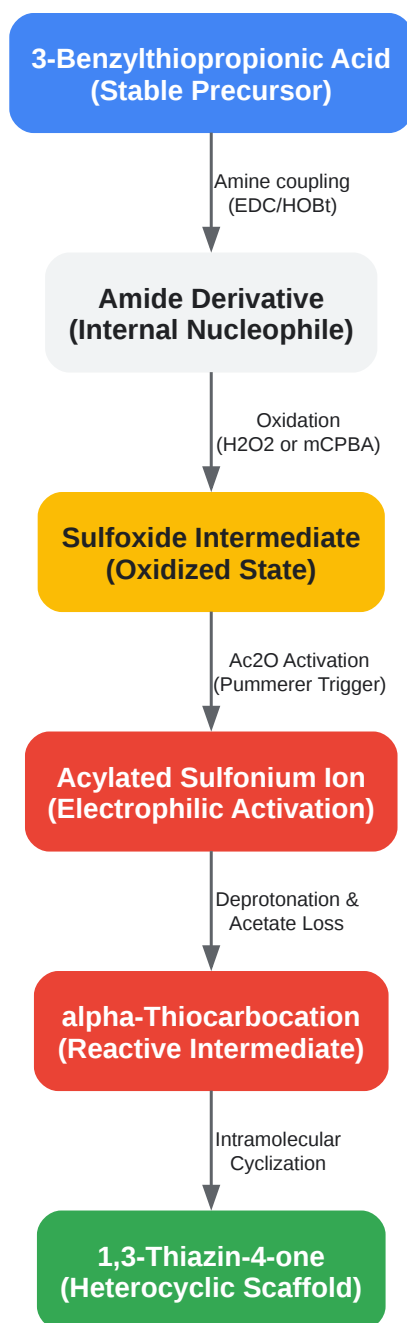 3-Benzylthiopropionic Acid
(Stable Precursor)
Amine coupling
(EDC/HOBt)
Amide Derivative
(Internal Nucleophile)
Oxidation
(H2O2 or mCPBA)
Sulfoxide Intermediate
(Oxidized State)
Ac2O Activation
(Pummerer Trigger)
Acylated Sulfonium Ion
(Electrophilic Activation)
Deprotonation &
Acetate Loss
alpha-Thiocarbocation
(Reactive Intermediate)
Intramolecular
Cyclization
1,3-Thiazin-4-one
(Heterocyclic Scaffold)